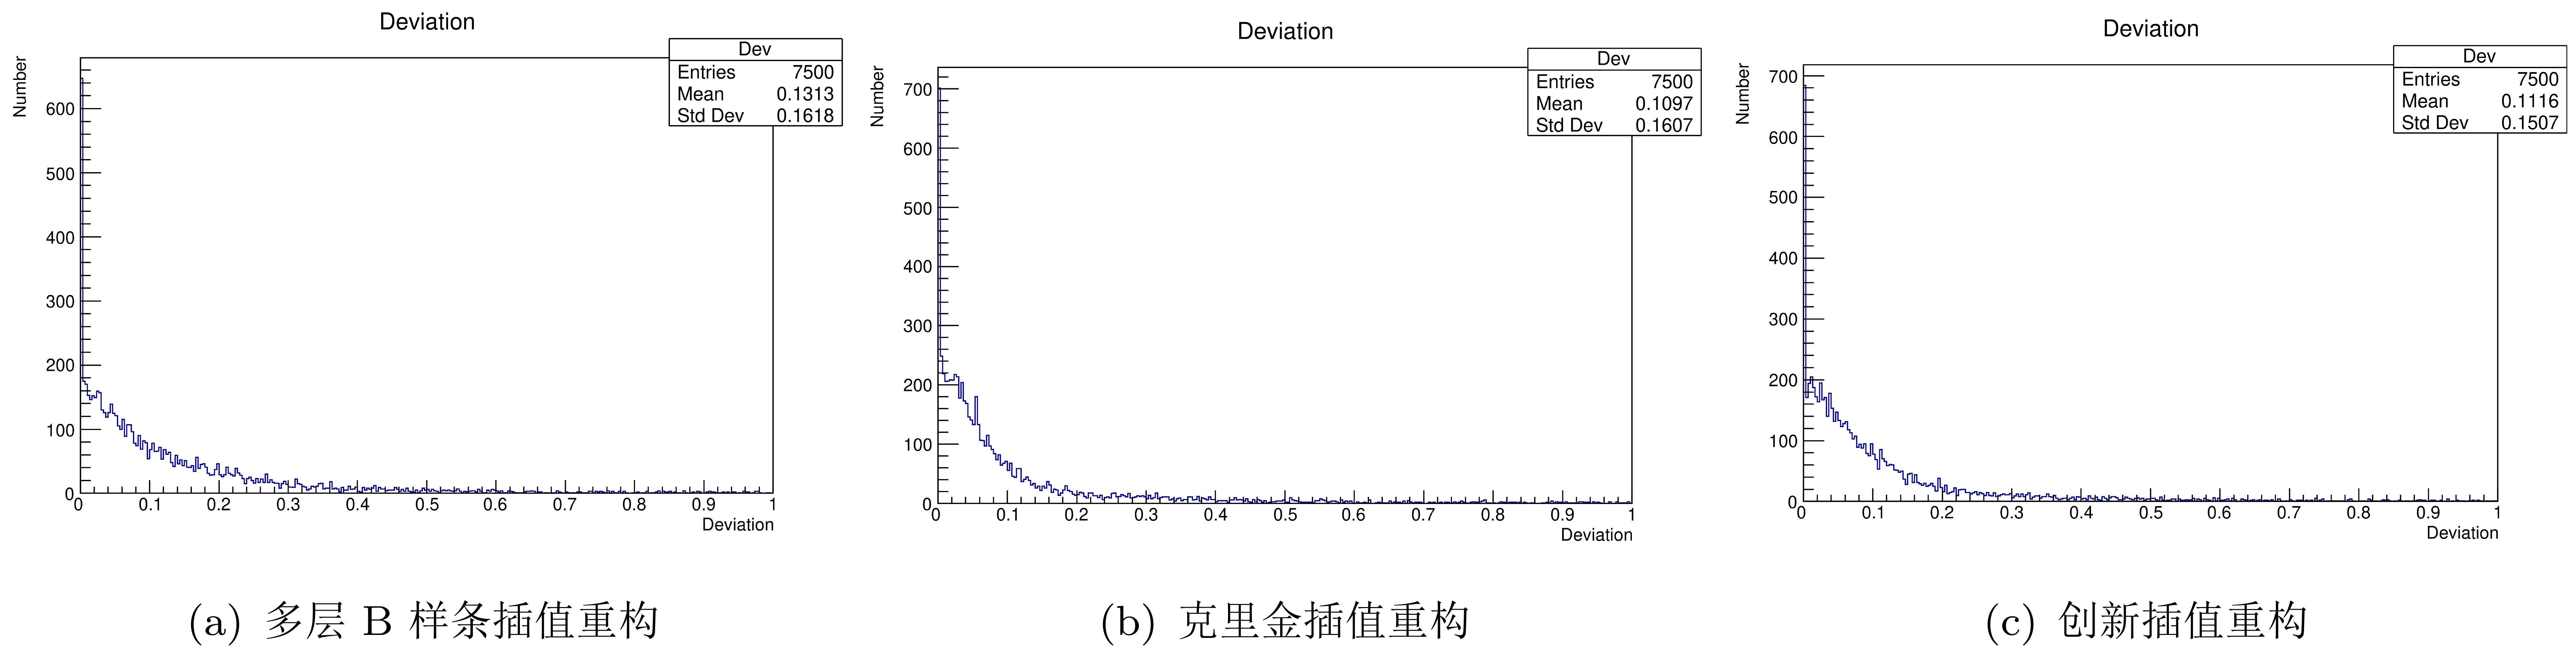 Deviation
Number
Dev
Entries 7500
Mean 0.1313
Std Dev 0.1618
600
500
400
300
200
100
0
0 0.1 0.2 0.3 0.4 0.5 0.6 0.7 0.8 0.9 1
Deviation
(a) 多层 B 样条插值重构
Deviation
Number
Dev
Entries 7500
Mean 0.1097
Std Dev 0.1607
700
600
500
400
300
200
100
0
0 0.1 0.2 0.3 0.4 0.5 0.6 0.7 0.8 0.9 1
Deviation
(b) 克里金插值重构
Deviation
Number
Dev
Entries 7500
Mean 0.1116
Std Dev 0.1507
700
600
500
400
300
200
100
0
0 0.1 0.2 0.3 0.4 0.5 0.6 0.7 0.8 0.9 1
Deviation
(c) 创新插值重构